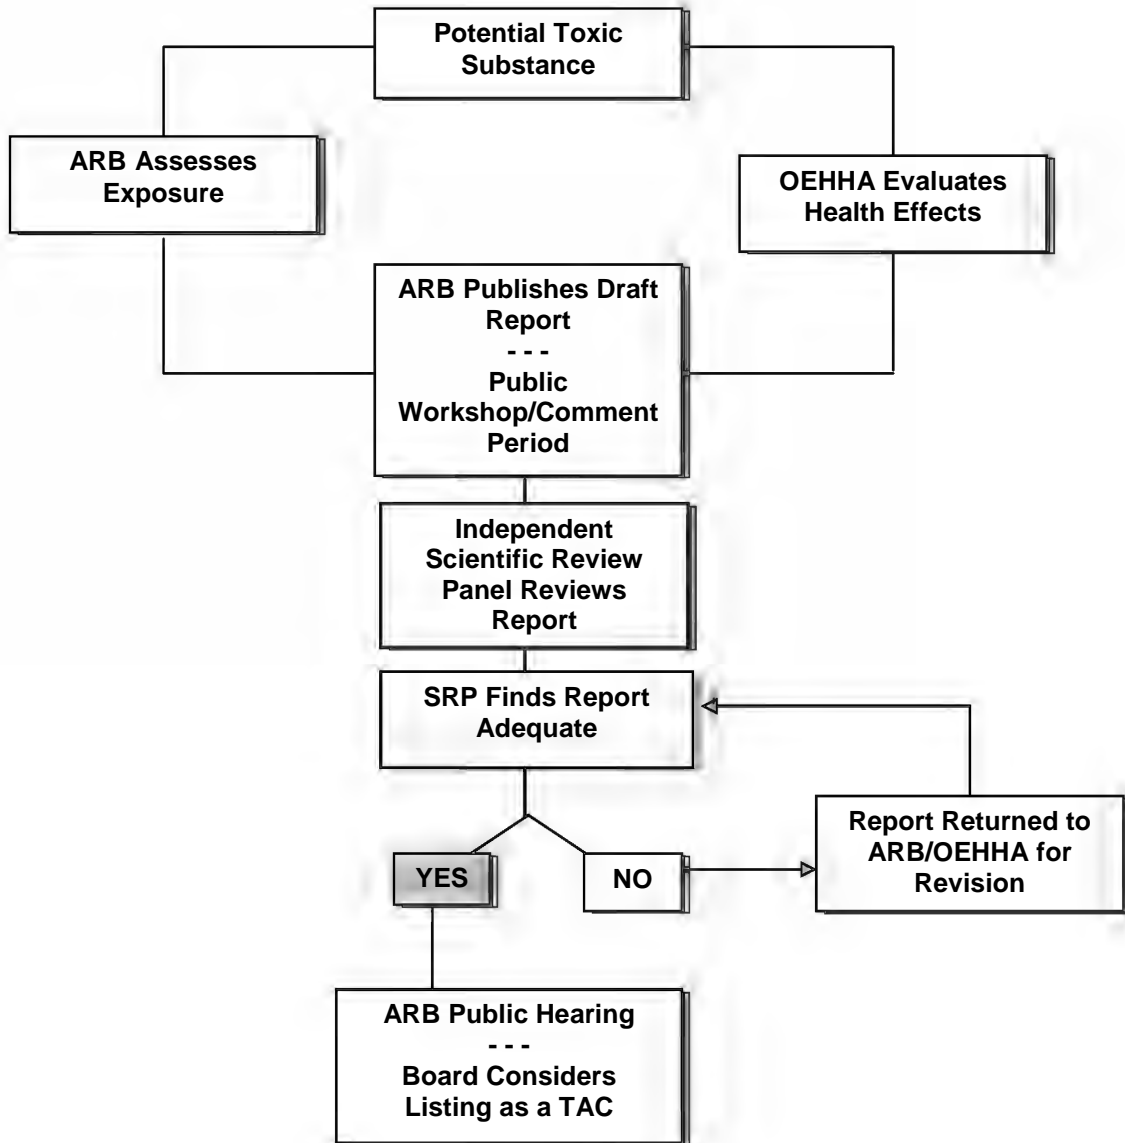 Potential Toxic
Substance
ARB Assesses
Exposure
OEHHA Evaluates
Health Effects
ARB Publishes Draft
Report
- - -
Public
Workshop/Comment
Period
Independent
Scientific Review
Panel Reviews
Report
SRP Finds Report
Adequate
YES
NO
Report Returned to
ARB/OEHHA for
Revision
ARB Public Hearing
- - -
Board Considers
Listing as a TAC